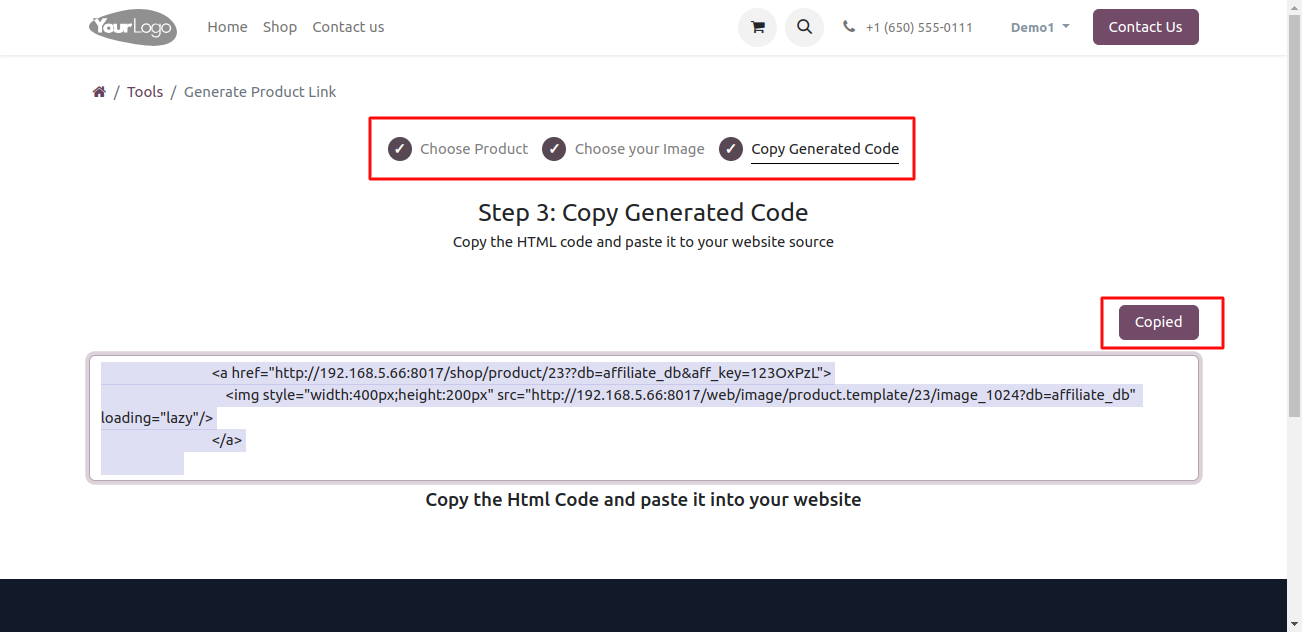 YourLogo
Home Shop Contact us
+1 (650) 555-0111
Demo1
Contact Us
/ Tools / Generate Product Link
Choose Product Choose your Image Copy Generated Code
Step 3: Copy Generated Code
Copy the HTML code and paste it to your website source
Copied
<a href="http://192.168.5.66:8017/shop/product/23??db=affiliate_db&aff_key=123OxPzL">
<img style="width:400px;height:200px" src="http://192.168.5.66:8017/web/image/product.template/23/image_1024?db=affiliate_db"
loading="lazy"/>
</a>
Copy the Html Code and paste it into your website